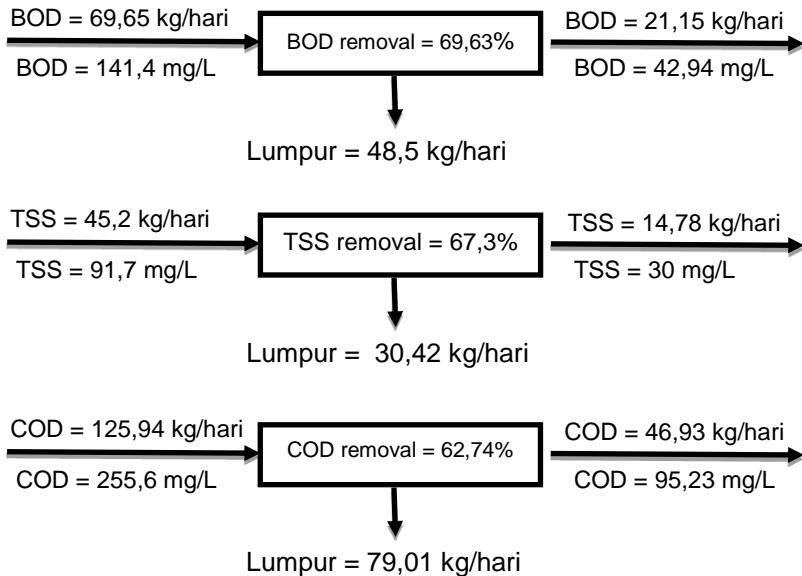 BOD = 69,65 kg/hari
BOD = 141,4 mg/L
BOD removal = 69,63%
BOD = 21,15 kg/hari
BOD = 42,94 mg/L
Lumpur = 48,5 kg/hari
TSS = 45,2 kg/hari
TSS = 91,7 mg/L
TSS removal = 67,3%
TSS = 14,78 kg/hari
TSS = 30 mg/L
Lumpur = 30,42 kg/hari
COD = 125,94 kg/hari
COD = 255,6 mg/L
COD removal = 62,74%
COD = 46,93 kg/hari
COD = 95,23 mg/L
Lumpur = 79,01 kg/hari